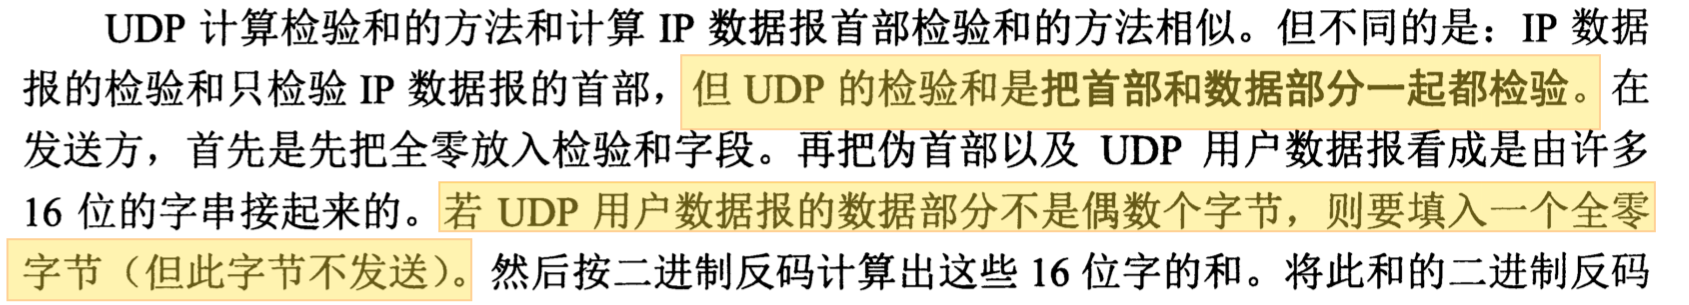 UDP 计算检验和的方法和计算 IP 数据报首部检验和的方法相似。但不同的是：IP 数据
报的检验和只检验 IP 数据报的首部，但 UDP 的检验和是把首部和数据部分一起都检验。在
发送方，首先是先把全零放入检验和字段。再把伪首部以及 UDP 用户数据报看成是由许多
16 位的字串接起来的。若 UDP 用户数据报的数据部分不是偶数个字节，则要填入一个全零
字节（但此字节不发送）。然后按二进制反码计算出这些 16 位字的和。将此和的二进制反码